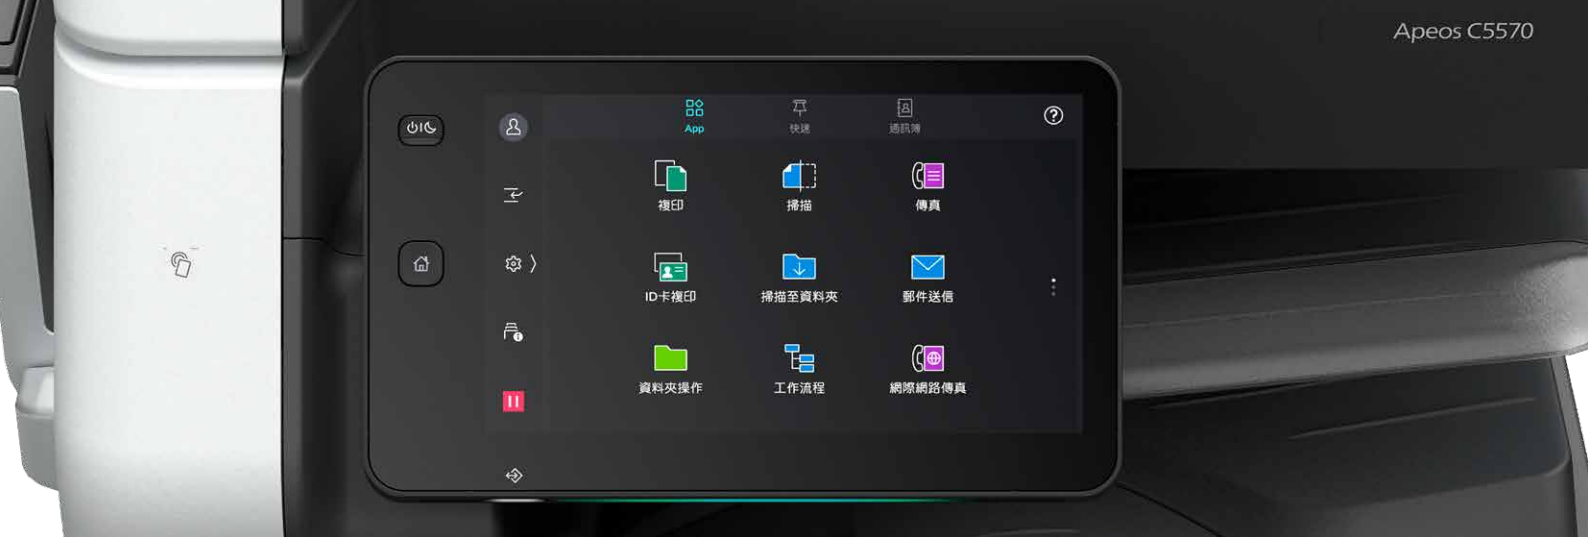 Apeos C5570
App
快速
通訊簿
複印
掃描
傳真
ID卡複印
掃描至資料夾
郵件送信
資料夾操作
工作流程
網際網路傳真